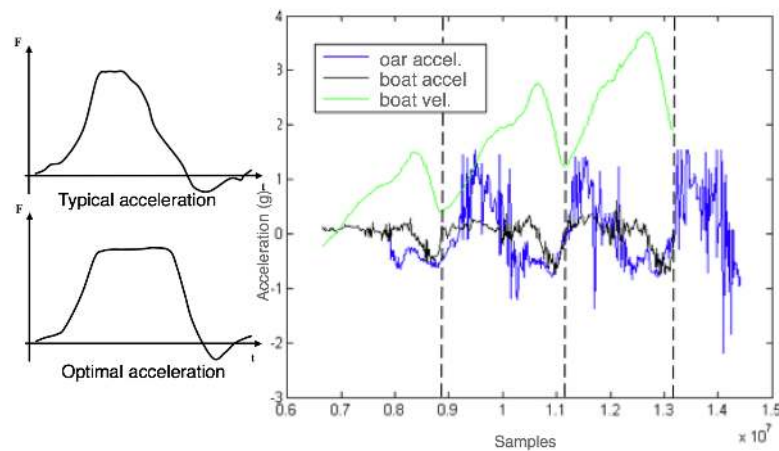 F
t
Typical acceleration
F
t
Optimal acceleration
oar accel.
boat accel
boat vel.
4
3
2
1
0
-1
-2
-3
Acceleration (g)
0.6 0.7 0.8 0.9 1 1.1 1.2 1.3 1.4 1.5
x 10⁷
Samples